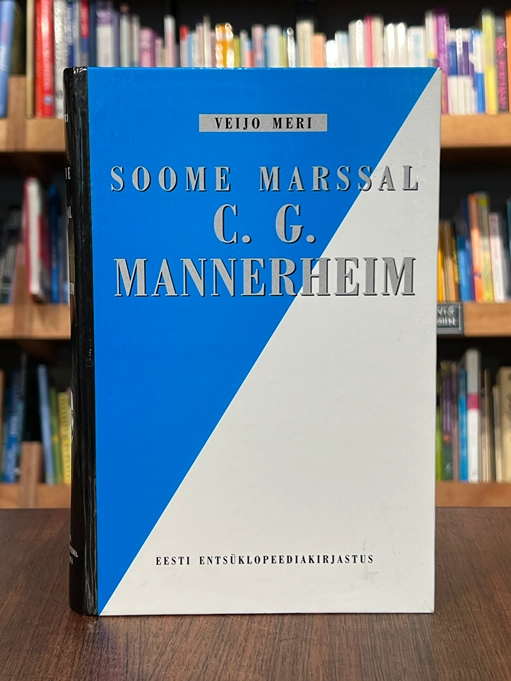 VEIJO MERI
SOOME MARSSAL
C. G.
MANNERHEIM
EESTI ENTSÜKLOPEEDIAKIRJASTUS